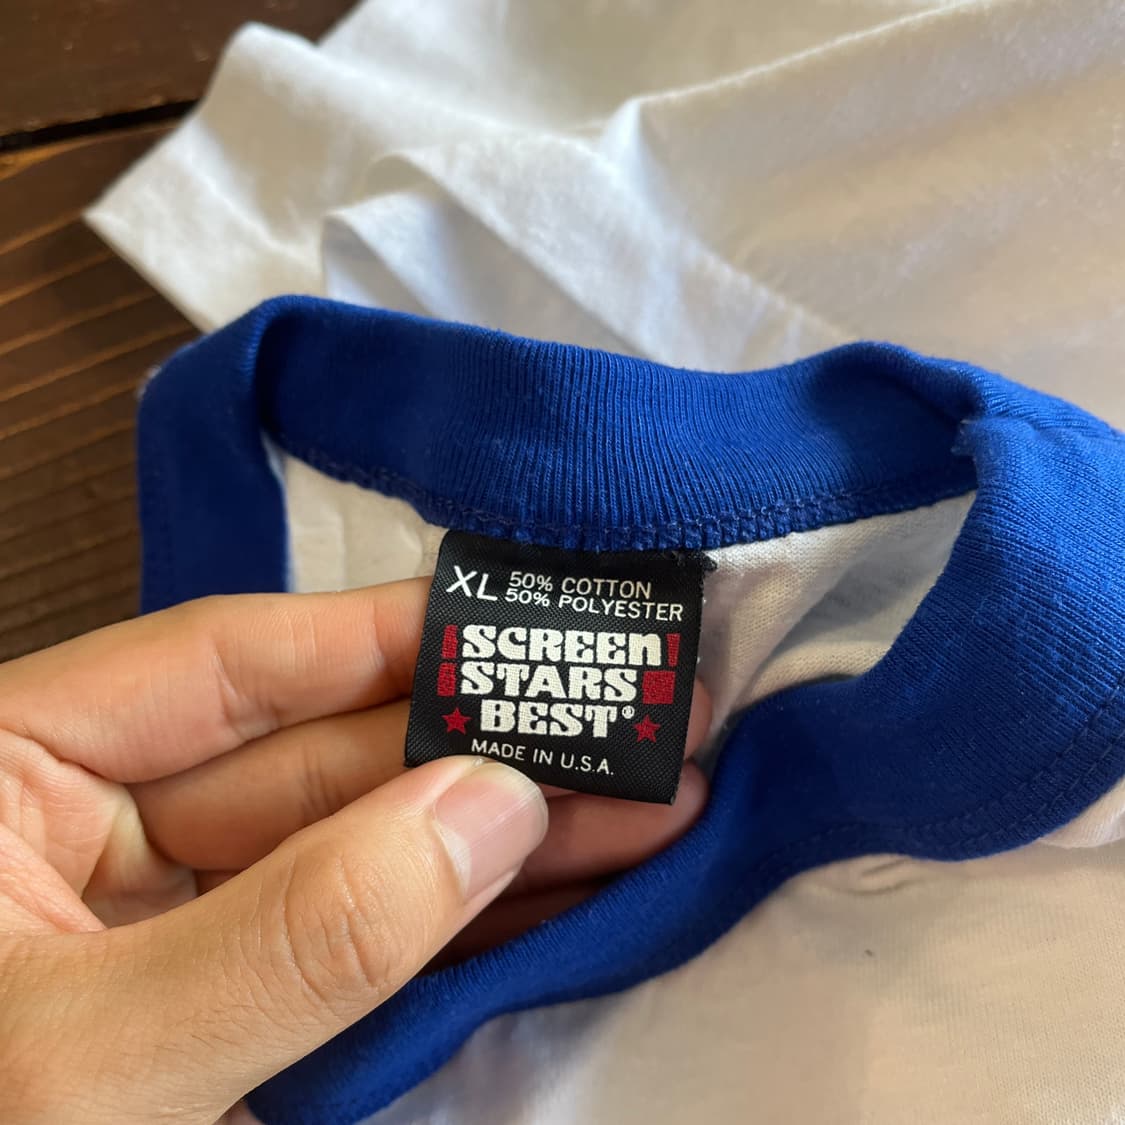 XL 50% COTTON
50% POLYESTER
SCREEN
STARS
BEST®
MADE IN U.S.A.